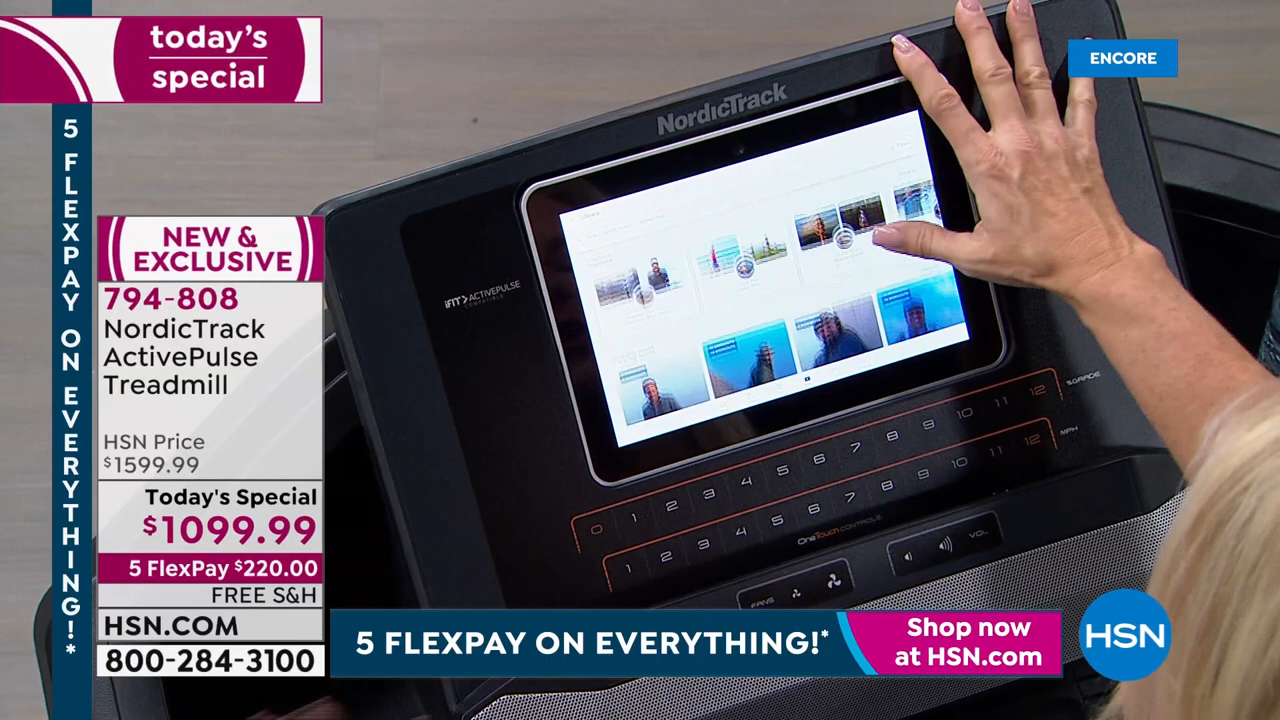 today's
special
ENCORE
5 FLEXPAY ON EVERYTHING!*
NEW &
EXCLUSIVE
794-808
NordicTrack
ActivePulse
Treadmill
HSN Price
$1599.99
Today's Special
$1099.99
5 FlexPay $220.00
FREE S&H
HSN.COM
800-284-3100
NordicTrack
iFIT ACTIVEPULSE
COMPATIBLE
0 1 2 3 4 5 6 7 8 9 10 11 12 %GRADE
1 2 3 4 5 6 7 8 9 10 11 12 MPH
OneTouch CONTROLS
VOL
FANS
5 FLEXPAY ON EVERYTHING!*
Shop now
at HSN.com
HSN